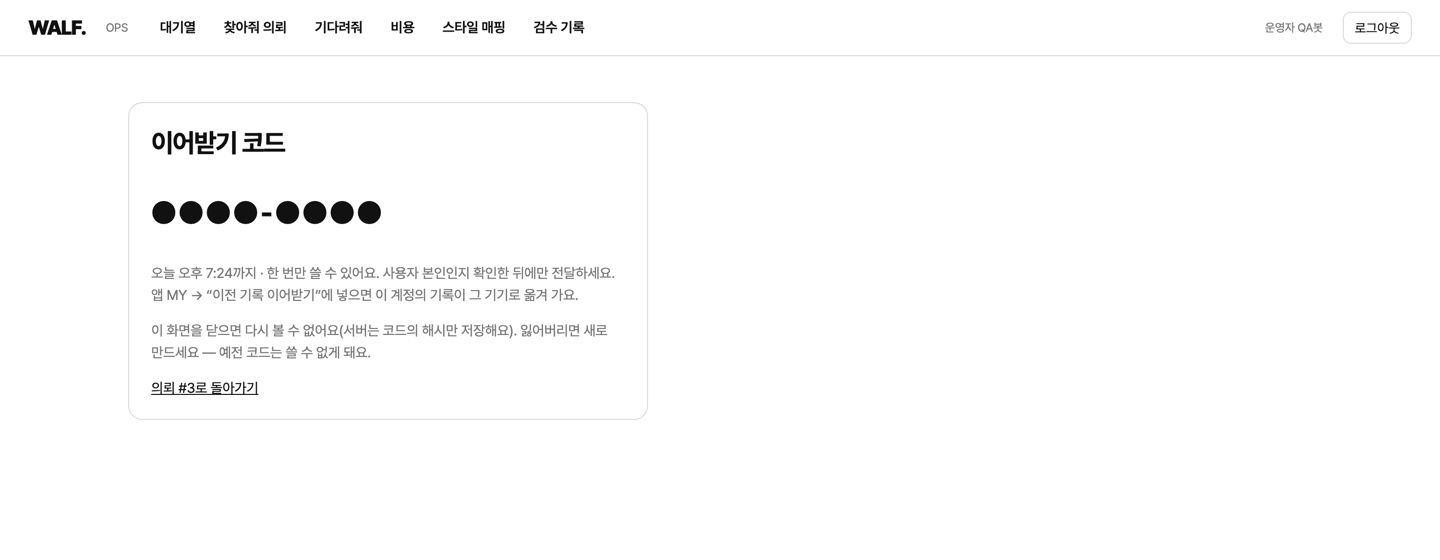 WALF. OPS 대기열 찾아줘 의뢰 기다려줘 비용 스타일 매핑 검수 기록 운영자 QA봇 로그아웃
이어받기 코드
●●●●-●●●●
오늘 오후 7:24까지 · 한 번만 쓸 수 있어요. 사용자 본인인지 확인한 뒤에만 전달하세요.
앱 MY → “이전 기록 이어받기”에 넣으면 이 계정의 기록이 그 기기로 옮겨 가요.
이 화면을 닫으면 다시 볼 수 없어요(서버는 코드의 해시만 저장해요). 잃어버리면 새로
만드세요 — 예전 코드는 쓸 수 없게 돼요.
의뢰 #3로 돌아가기